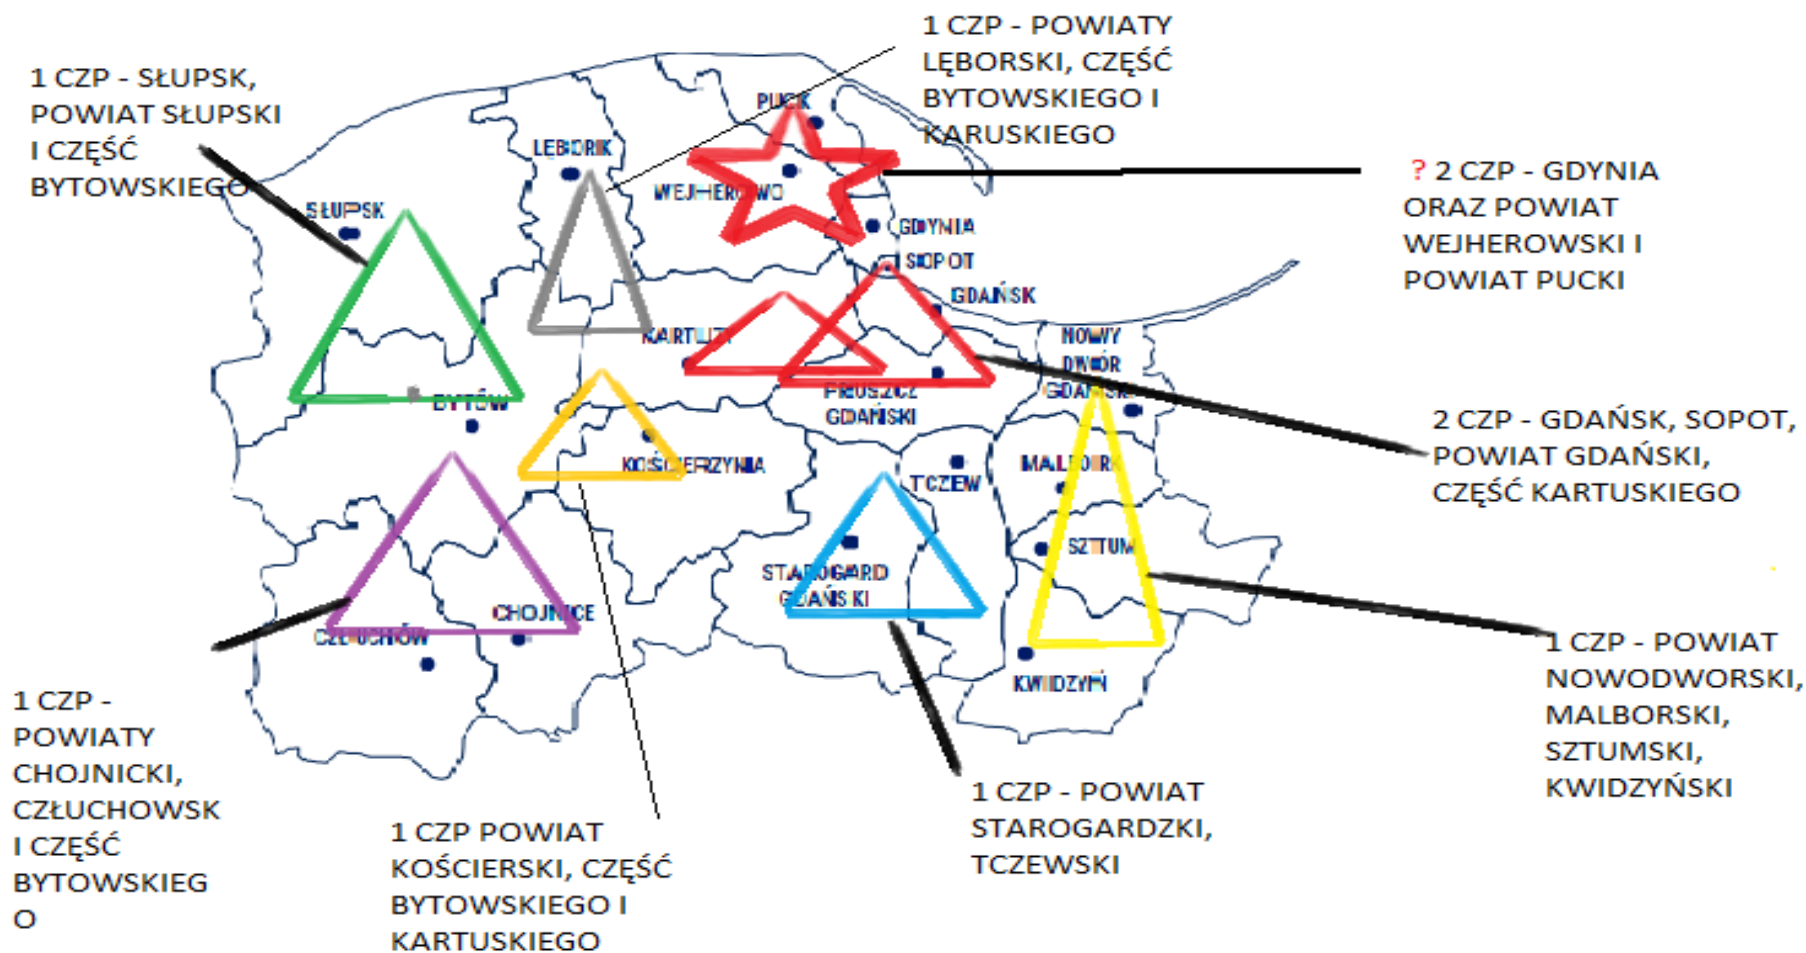 1 CZP - POWIATY
LĘBORSKI, CZĘŚĆ
BYTOWSKIEGO I
KARUSKIEGO
1 CZP - SŁUPSK,
POWIAT SŁUPSKI
I CZĘŚĆ
BYTOWSKIEGO
? 2 CZP - GDYNIA
ORAZ POWIAT
WEJHEROWSKI I
POWIAT PUCKI
PUCK
LĘBORK
WEJHEROWO
SŁUPSK
GDYNIA
SOPOT
GDAŃSK
KARTUZY
NOWY
DWÓR
GDAŃSKI
PRUSZCZ
GDAŃSKI
BYTÓW
KOŚCIERZYNA
TCZEW
MALBORK
SZTUM
STAROGARD
GDAŃSKI
CHOJNICE
CZŁUCHÓW
KWIDZYŃ
2 CZP - GDAŃSK, SOPOT,
POWIAT GDAŃSKI,
CZĘŚĆ KARTUSKIEGO
1 CZP - POWIAT
NOWODWORSKI,
MALBORSKI,
SZTUMSKI,
KWIDZYŃSKI
1 CZP -
POWIATY
CHOJNICKI,
CZŁUCHOWSK
I CZĘŚĆ
BYTOWSKIEG
O
1 CZP POWIAT
KOŚCIERSKI, CZĘŚĆ
BYTOWSKIEGO I
KARTUSKIEGO
1 CZP - POWIAT
STAROGARDZKI,
TCZEWSKI